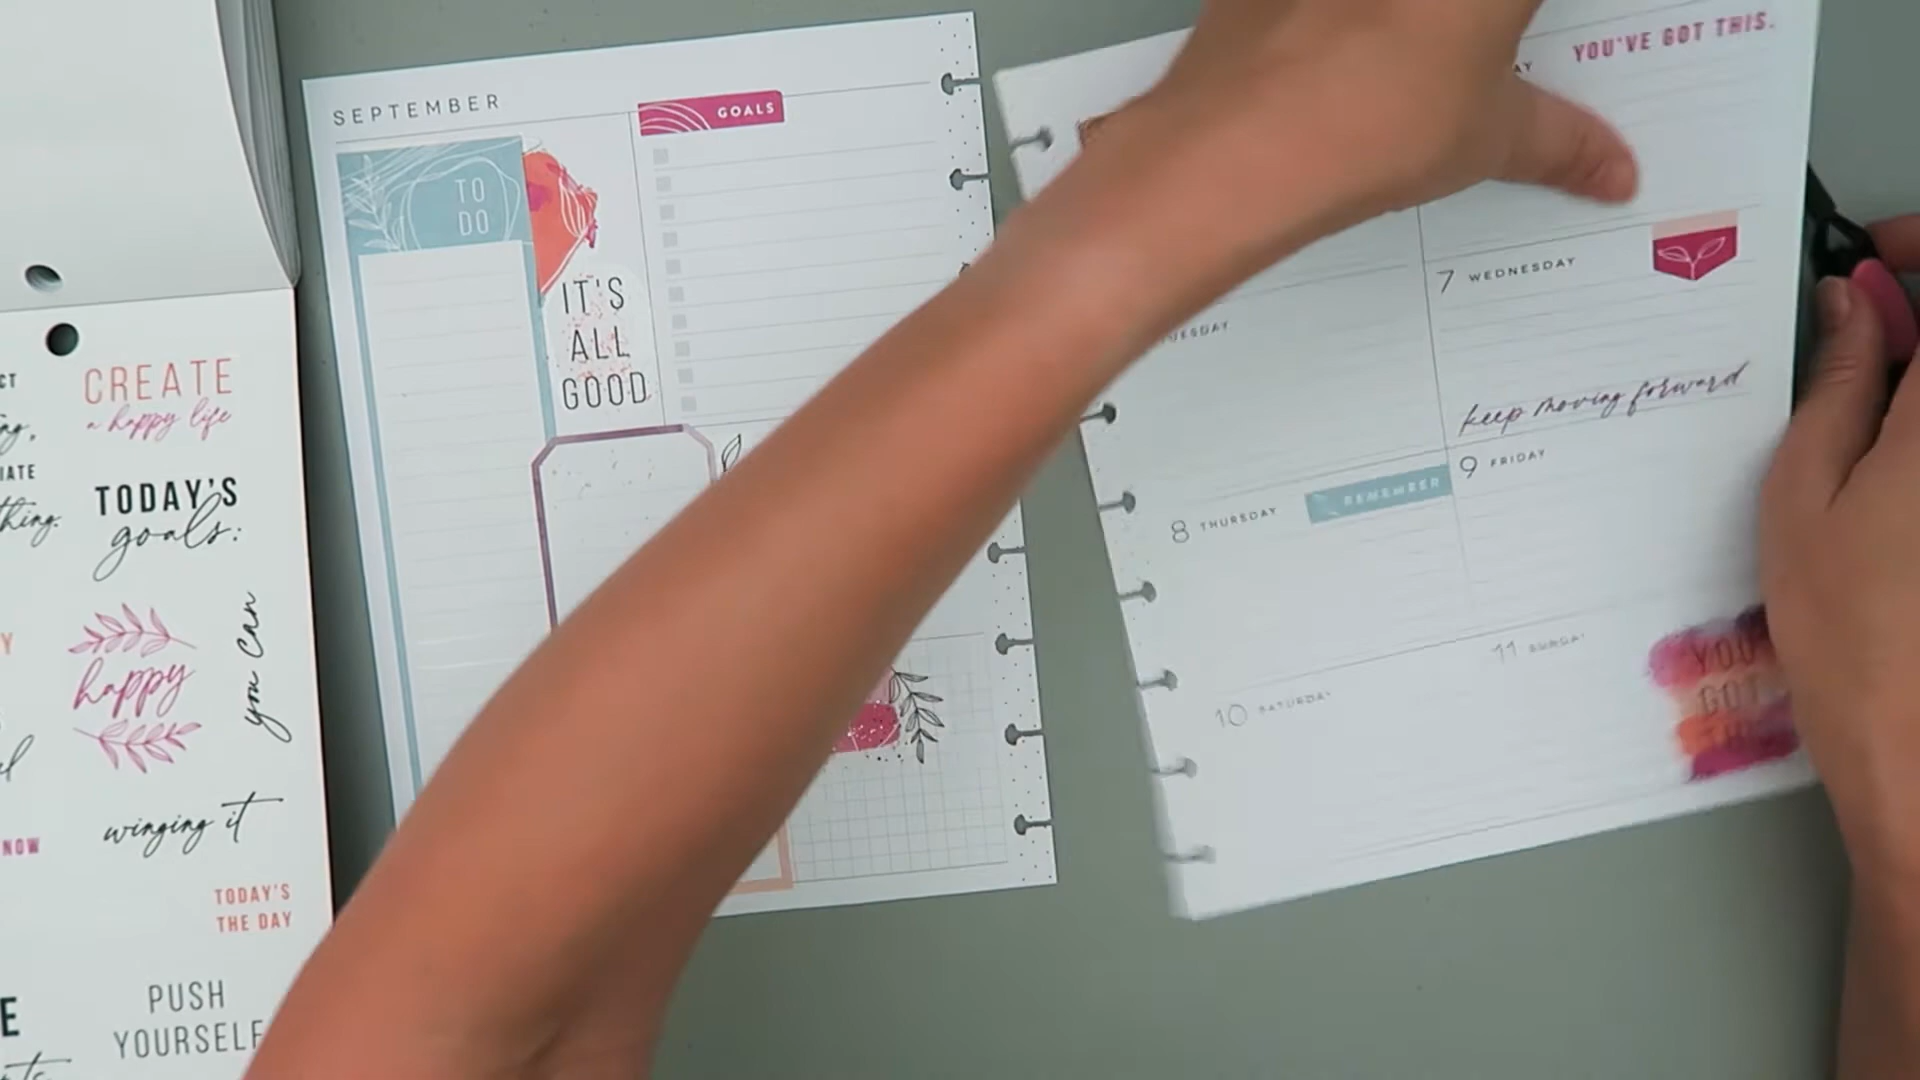 CREATE
a happy life
TODAY'S
goals:
happy
you can
winging it
NOW
TODAY'S
THE DAY
PUSH
YOURSELF
SEPTEMBER
TO
DO
IT'S
ALL
GOOD
GOALS
YOU'VE GOT THIS.
7 WEDNESDAY
keep moving forward
8 THURSDAY
REMEMBER
9 FRIDAY
10 SATURDAY
11 SUNDAY
GOT